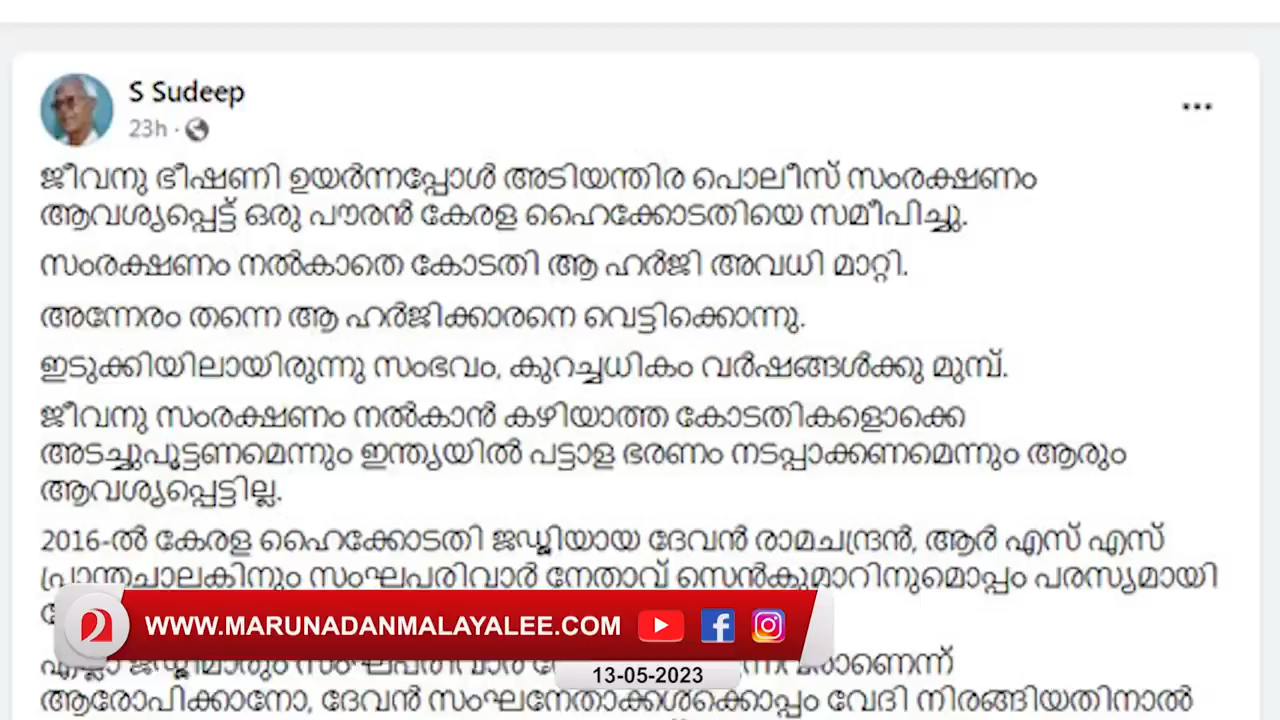 S Sudeep
23h
ജീവനു ഭീഷണി ഉയർന്നപ്പോൾ അടിയന്തിര പൊലീസ് സംരക്ഷണം
ആവശ്യപ്പെട്ട് ഒരു പൗരൻ കേരള ഹൈക്കോടതിയെ സമീപിച്ചു.
സംരക്ഷണം നൽകാതെ കോടതി ആ ഹർജി അവധി മാറ്റി.
അന്നേരം തന്നെ ആ ഹർജിക്കാരനെ വെട്ടിക്കൊന്നു.
ഇടുക്കിയിലായിരുന്നു സംഭവം, കുറച്ചധികം വർഷങ്ങൾക്കു മുമ്പ്.
ജീവനു സംരക്ഷണം നൽകാൻ കഴിയാത്ത കോടതികളൊക്കെ
അടച്ചുപൂട്ടണമെന്നും ഇന്ത്യയിൽ പട്ടാള ഭരണം നടപ്പാക്കണമെന്നും ആരും
ആവശ്യപ്പെട്ടില്ല.
2016-ൽ കേരള ഹൈക്കോടതി ജഡ്ജിയായ ദേവൻ രാമചന്ദ്രൻ, ആർ എസ് എസ്
പ്രാന്തചാലകിനും സംഘപരിവാർ നേതാവ് സെൻകുമാറിനുമൊപ്പം പരസ്യമായി
WWW.MARUNADANMALAYALEE.COM
എല്ലാ ജഡ്ജിമാരും സംഘപരിവാർ
13-05-2023
ആരോപിക്കാനോ, ദേവൻ സംഘനേതാക്കൾക്കൊപ്പം വേദി നിരങ്ങിയതിനാൽ